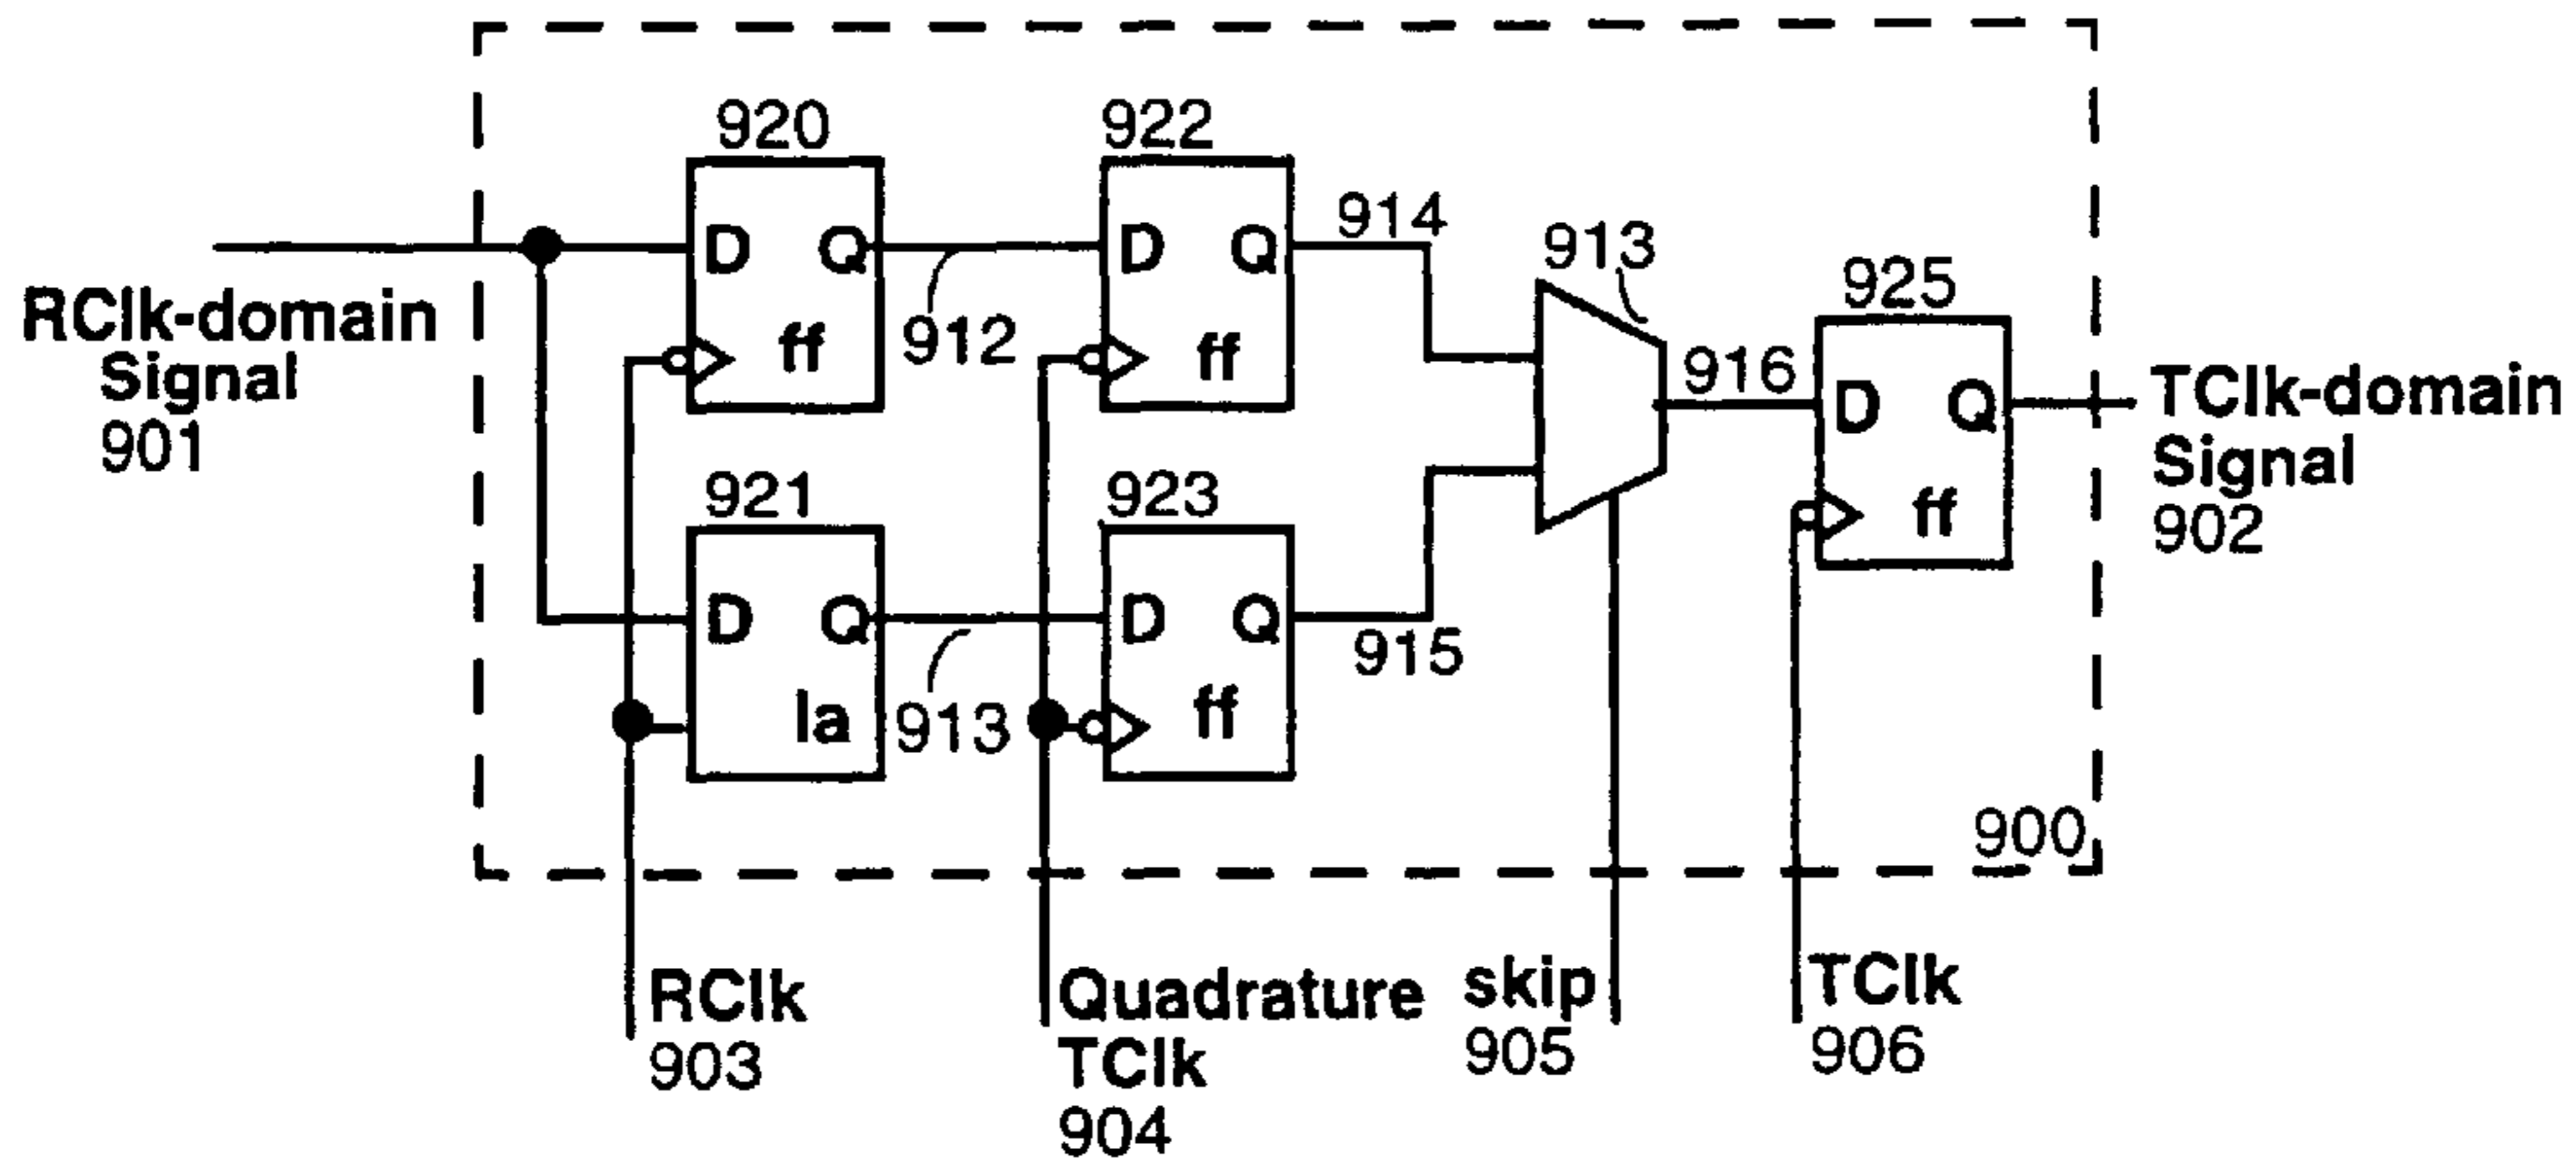 920
922
914
913
925
D Q
912
D Q
916
D Q
ff
ff
ff
RClk-domain
Signal
901
TClk-domain
Signal
902
921
923
D Q
913
D Q
915
la
ff
900
RClk
903
Quadrature
TClk
904
skip
905
TClk
906